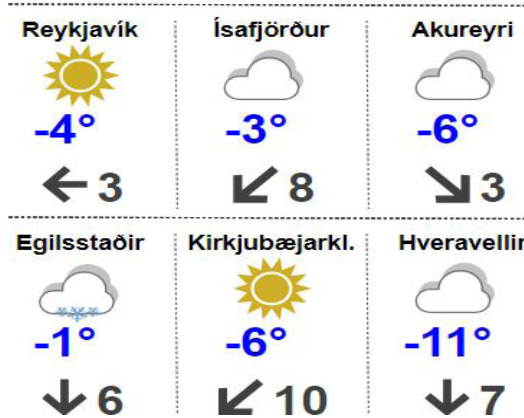 Reykjavík Ísafjörður Akureyri
-4° -3° -6°
3 8 3
Egilsstaðir Kirkjubæjarkl. Hveravellir
-1° -6° -11°
6 10 7